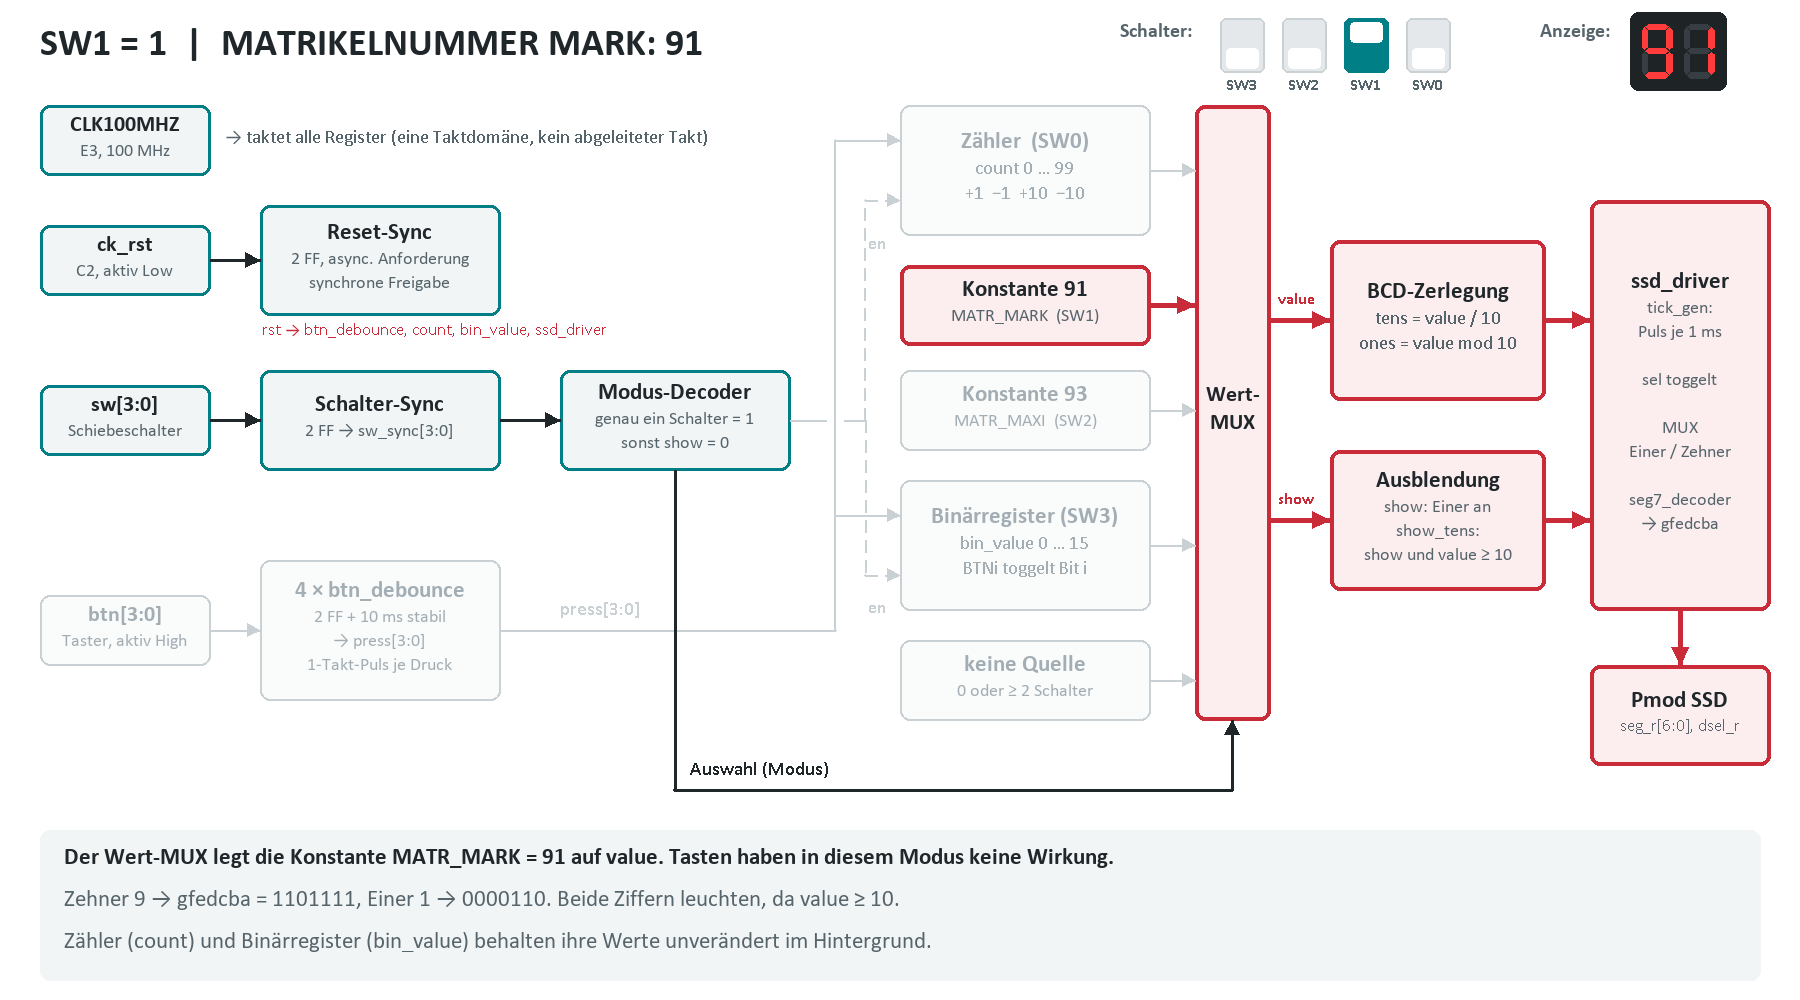 SW1 = 1 | MATRIKELNUMMER MARK: 91
Schalter:
SW3
SW2
SW1
SW0
Anzeige:
91
CLK100MHZ
E3, 100 MHz
→ taktet alle Register (eine Taktdomäne, kein abgeleiteter Takt)
ck_rst
C2, aktiv Low
Reset-Sync
2 FF, async. Anforderung
synchrone Freigabe
rst → btn_debounce, count, bin_value, ssd_driver
sw[3:0]
Schiebeschalter
Schalter-Sync
2 FF → sw_sync[3:0]
Modus-Decoder
genau ein Schalter = 1
sonst show = 0
btn[3:0]
Taster, aktiv High
4 × btn_debounce
2 FF + 10 ms stabil
→ press[3:0]
1-Takt-Puls je Druck
press[3:0]
Zähler (SW0)
count 0 ... 99
+1 −1 +10 −10
en
Konstante 91
MATR_MARK (SW1)
Konstante 93
MATR_MAXI (SW2)
Binärregister (SW3)
bin_value 0 ... 15
BTNi toggelt Bit i
en
keine Quelle
0 oder ≥ 2 Schalter
Auswahl (Modus)
Wert-
MUX
value
show
BCD-Zerlegung
tens = value / 10
ones = value mod 10
Ausblendung
show: Einer an
show_tens:
show und value ≥ 10
ssd_driver
tick_gen:
Puls je 1 ms
sel toggelt
MUX
Einer / Zehner
seg7_decoder
→ gfedcba
Pmod SSD
seg_r[6:0], dsel_r
Der Wert-MUX legt die Konstante MATR_MARK = 91 auf value. Tasten haben in diesem Modus keine Wirkung.
Zehner 9 → gfedcba = 1101111, Einer 1 → 0000110. Beide Ziffern leuchten, da value ≥ 10.
Zähler (count) und Binärregister (bin_value) behalten ihre Werte unverändert im Hintergrund.